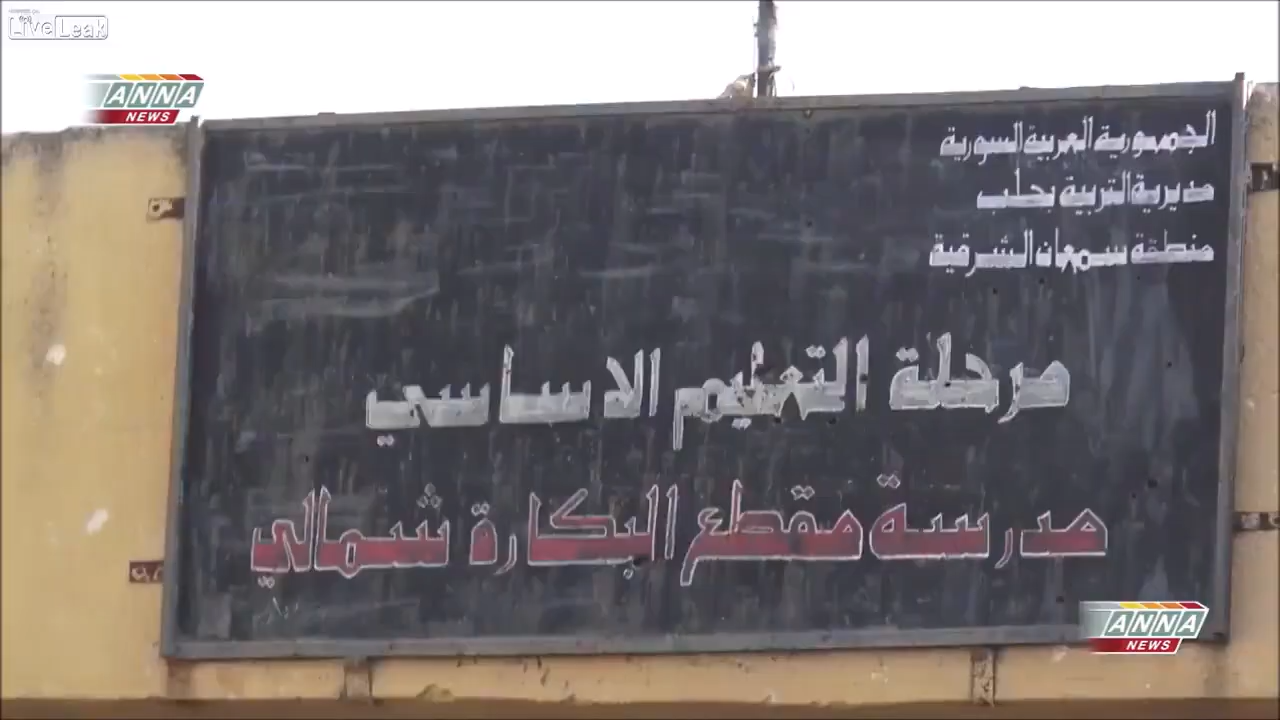 LiveLeak
ANNA
NEWS
الجمهورية العربية السورية
مديرية التربية بحلب
منطقة سمعان الشرقية
مرحلة التعليم الاساسي
مدرسة مقطع البكارة شمالي
ANNA
NEWS